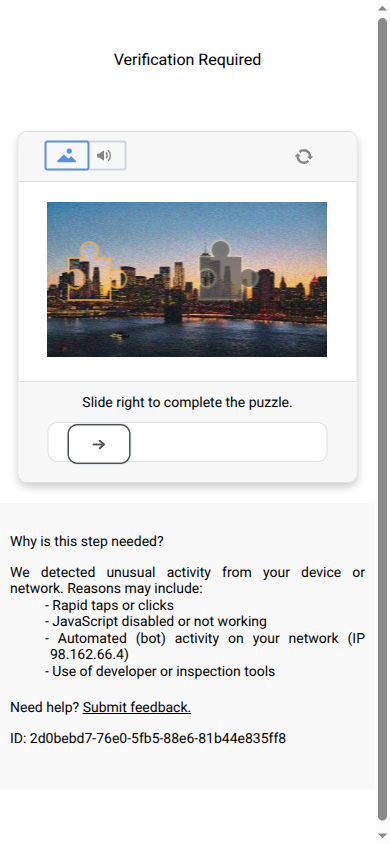 Verification Required
Slide right to complete the puzzle.
Why is this step needed?
We detected unusual activity from your device or
network. Reasons may include:
- Rapid taps or clicks
- JavaScript disabled or not working
- Automated (bot) activity on your network (IP
98.162.66.4)
- Use of developer or inspection tools
Need help? Submit feedback.
ID: 2d0bebd7-76e0-5fb5-88e6-81b44e835ff8